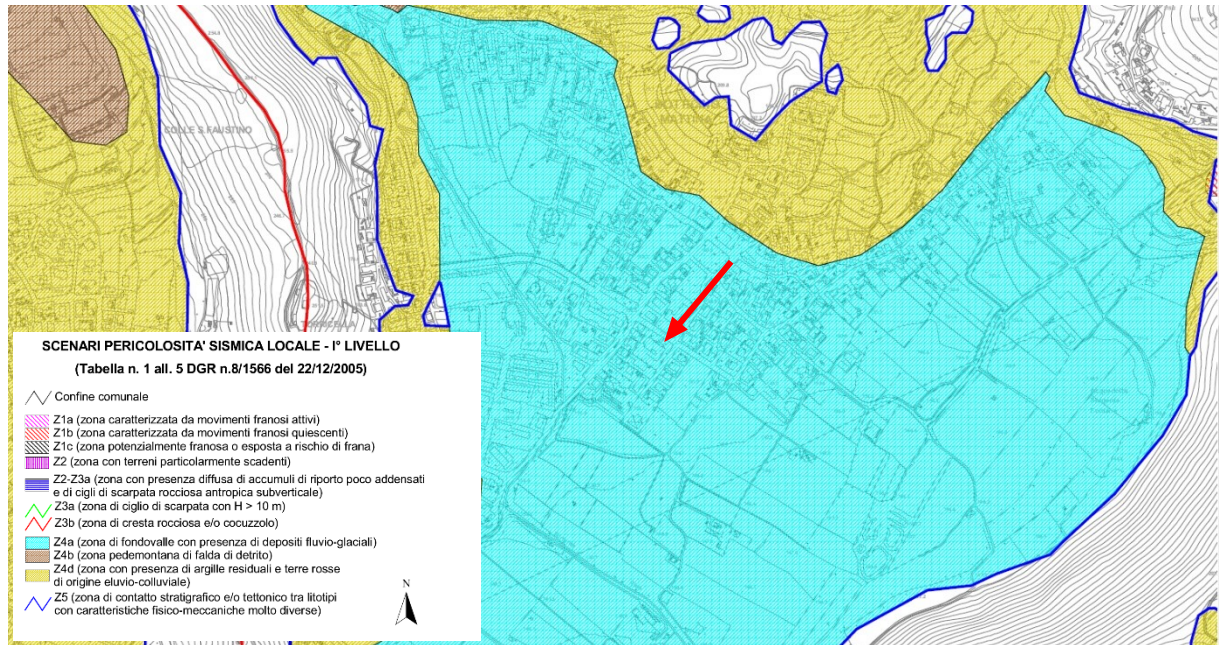 COLLE S.FAUSTINO
SCENARI PERICOLOSITA' SISMICA LOCALE - I° LIVELLO
(Tabella n. 1 all. 5 DGR n.8/1566 del 22/12/2005)
Confine comunale
Z1a (zona caratterizzata da movimenti franosi attivi)
Z1b (zona caratterizzata da movimenti franosi quiescenti)
Z1c (zona potenzialmente franosa o esposta a rischio di frana)
Z2 (zona con terreni particolarmente scadenti)
Z2-Z3a (zona con presenza diffusa di accumuli di riporto poco addensati
e di cigli di scarpata rocciosa antropica subverticale)
Z3a (zona di ciglio di scarpata con H > 10 m)
Z3b (zona di cresta rocciosa e/o cocuzzolo)
Z4a (zona di fondovalle con presenza di depositi fluvio-glaciali)
Z4b (zona pedemontana di falda di detrito)
Z4d (zona con presenza di argille residuali e terre rosse
di origine eluvio-colluviale)
Z5 (zona di contatto stratigrafico e/o tettonico tra litotipi
con caratteristiche fisico-meccaniche molto diverse)
N